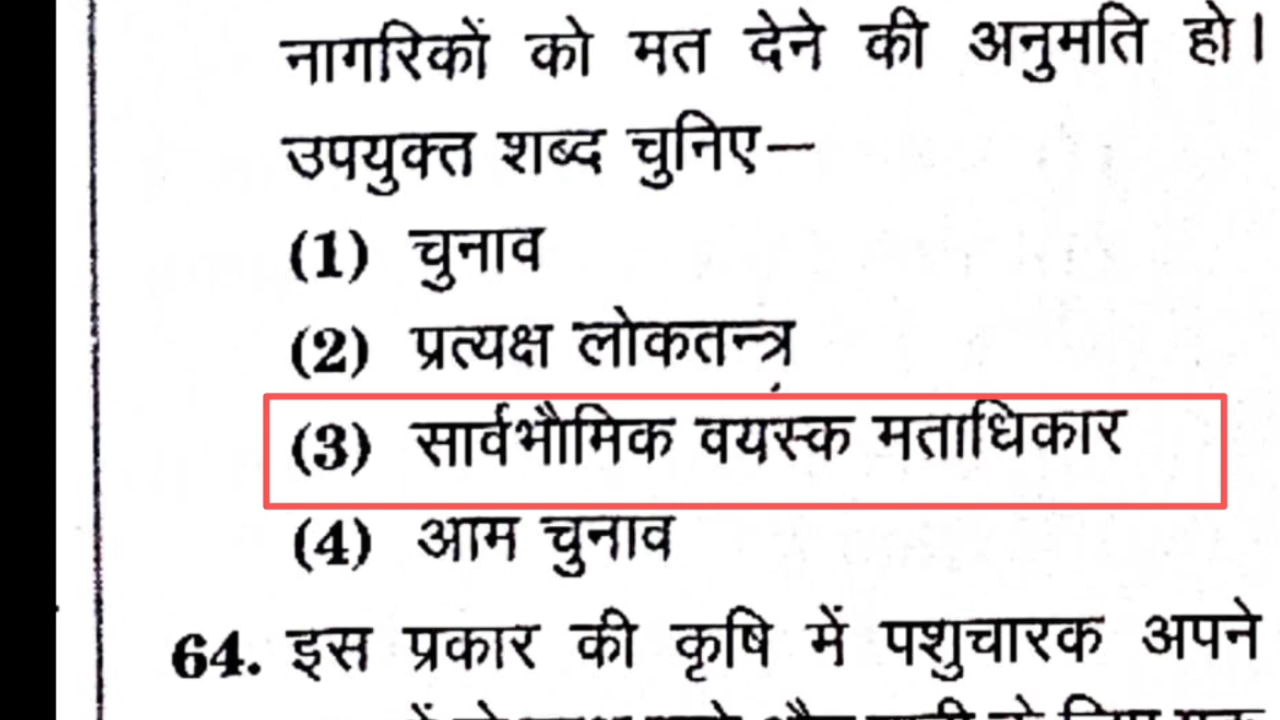 नागरिकों को मत देने की अनुमति हो।
उपयुक्त शब्द चुनिए—
(1) चुनाव
(2) प्रत्यक्ष लोकतन्त्र
(3) सार्वभौमिक वयस्क मताधिकार
(4) आम चुनाव
64. इस प्रकार की कृषि में पशुचारक अपने